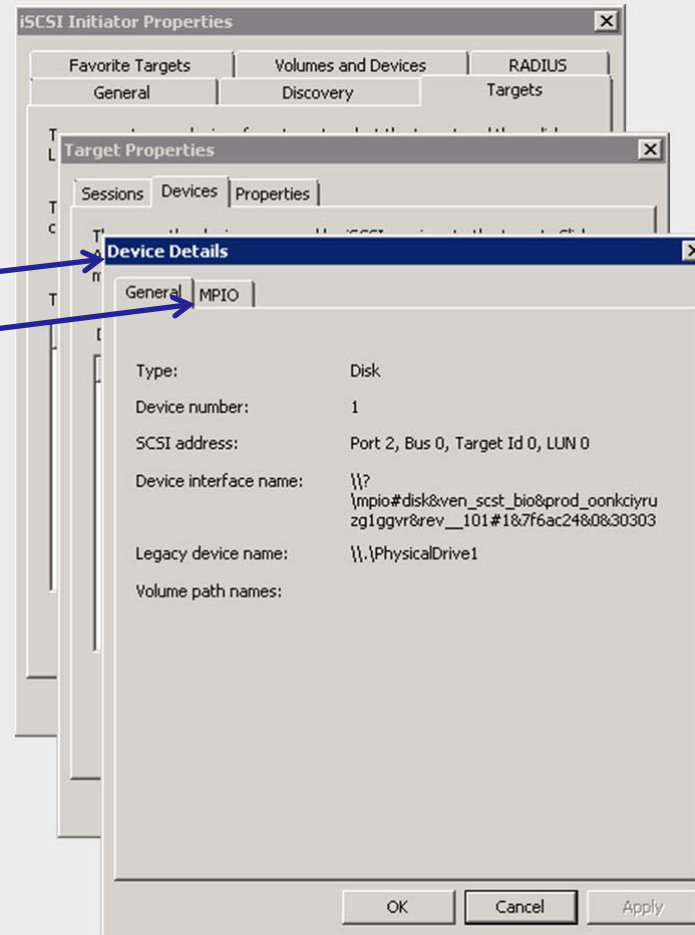 iSCSI Initiator Properties
Favorite Targets
Volumes and Devices
RADIUS
General
Discovery
Targets
Target Properties
Sessions
Devices
Properties
Device Details
General
MPIO
Type:
Disk
Device number:
1
SCSI address:
Port 2, Bus 0, Target Id 0, LUN 0
Device interface name:
\\?
\mpio#disk&ven_scst_bio&prod_oonkciyru
zg1ggvr&rev__101#1&7f6ac24&0&30303
Legacy device name:
\\.\PhysicalDrive1
Volume path names:
OK
Cancel
Apply